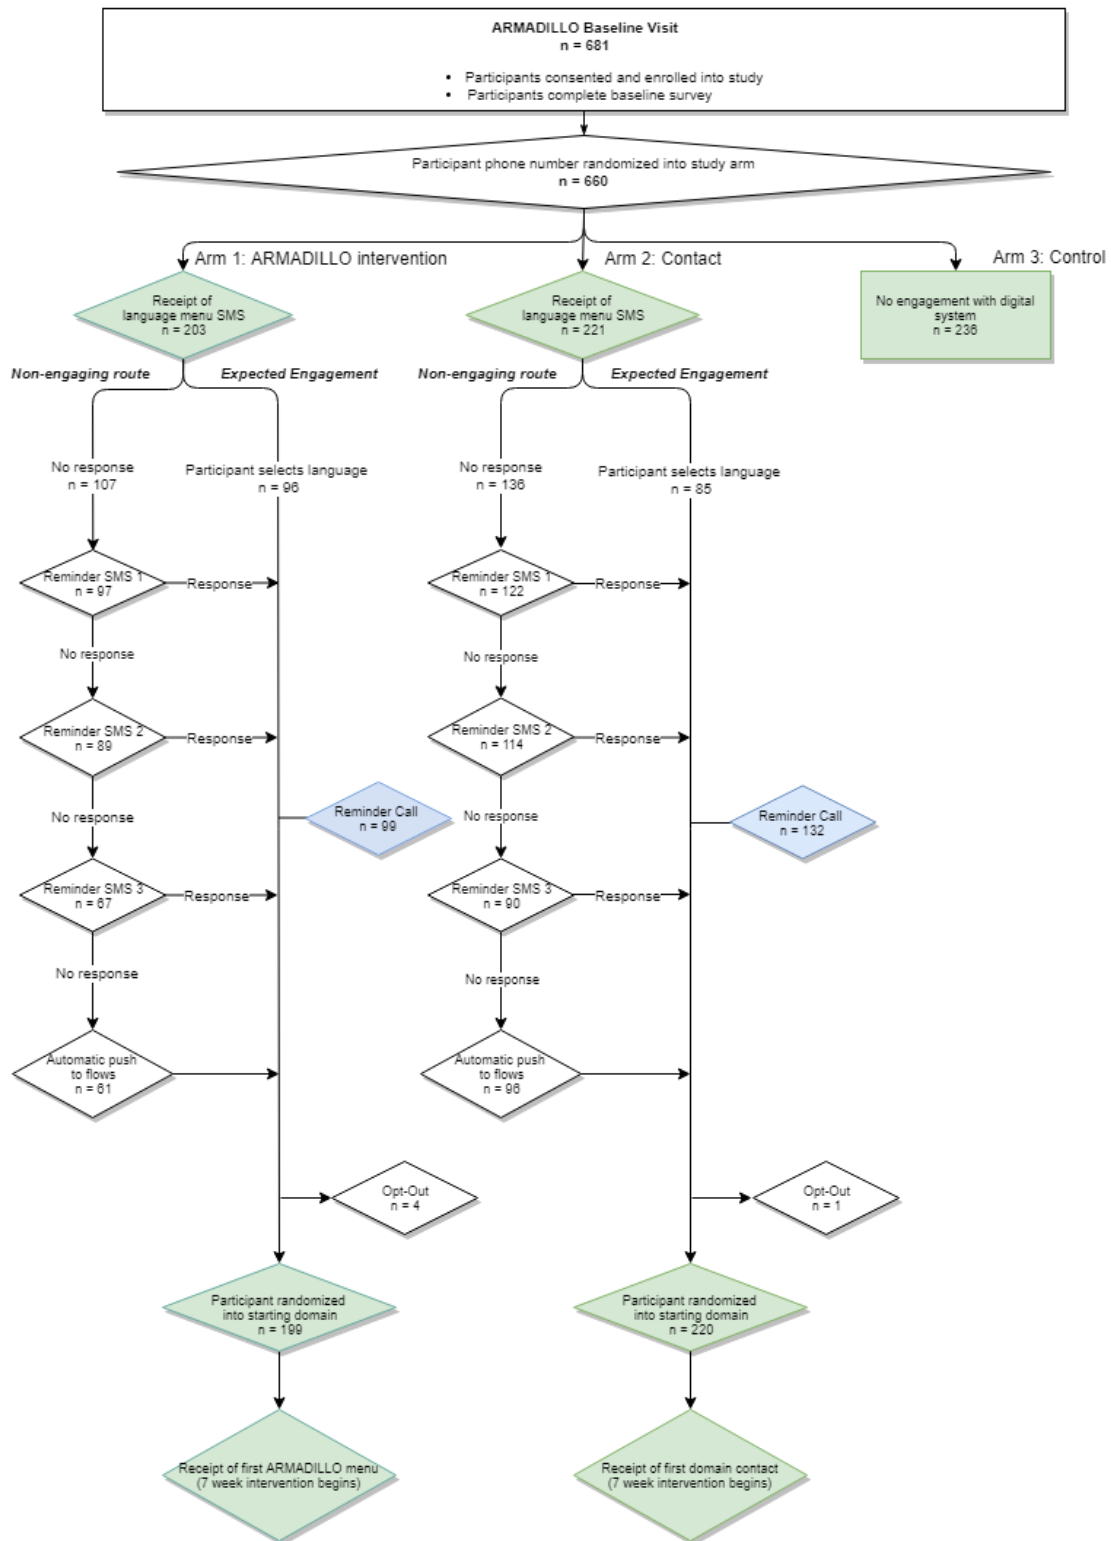 ARMADILLO Baseline Visit
n = 681
• Participants consented and enrolled into study
• Participants complete baseline survey
Participant phone number randomized into study arm
n = 660
Arm 1: ARMADILLO intervention
Arm 2: Contact
Arm 3: Control
Receipt of
language menu SMS
n = 203
Receipt of
language menu SMS
n = 221
No engagement with digital
system
n = 236
Non-engaging route
Expected Engagement
Non-engaging route
Expected Engagement
No response
n = 107
Participant selects language
n = 96
No response
n = 136
Participant selects language
n = 85
Reminder SMS 1
n = 97
Response
Reminder SMS 1
n = 122
Response
No response
No response
Reminder SMS 2
n = 89
Response
Reminder SMS 2
n = 114
Response
No response
Reminder Call
n = 99
No response
Reminder Call
n = 132
Reminder SMS 3
n = 67
Response
Reminder SMS 3
n = 90
Response
No response
No response
Automatic push
to flows
n = 61
Automatic push
to flows
n = 96
Opt-Out
n = 4
Opt-Out
n = 1
Participant randomized
into starting domain
n = 199
Participant randomized
into starting domain
n = 220
Receipt of first ARMADILLO menu
(7 week intervention begins)
Receipt of first domain contact
(7 week intervention begins)